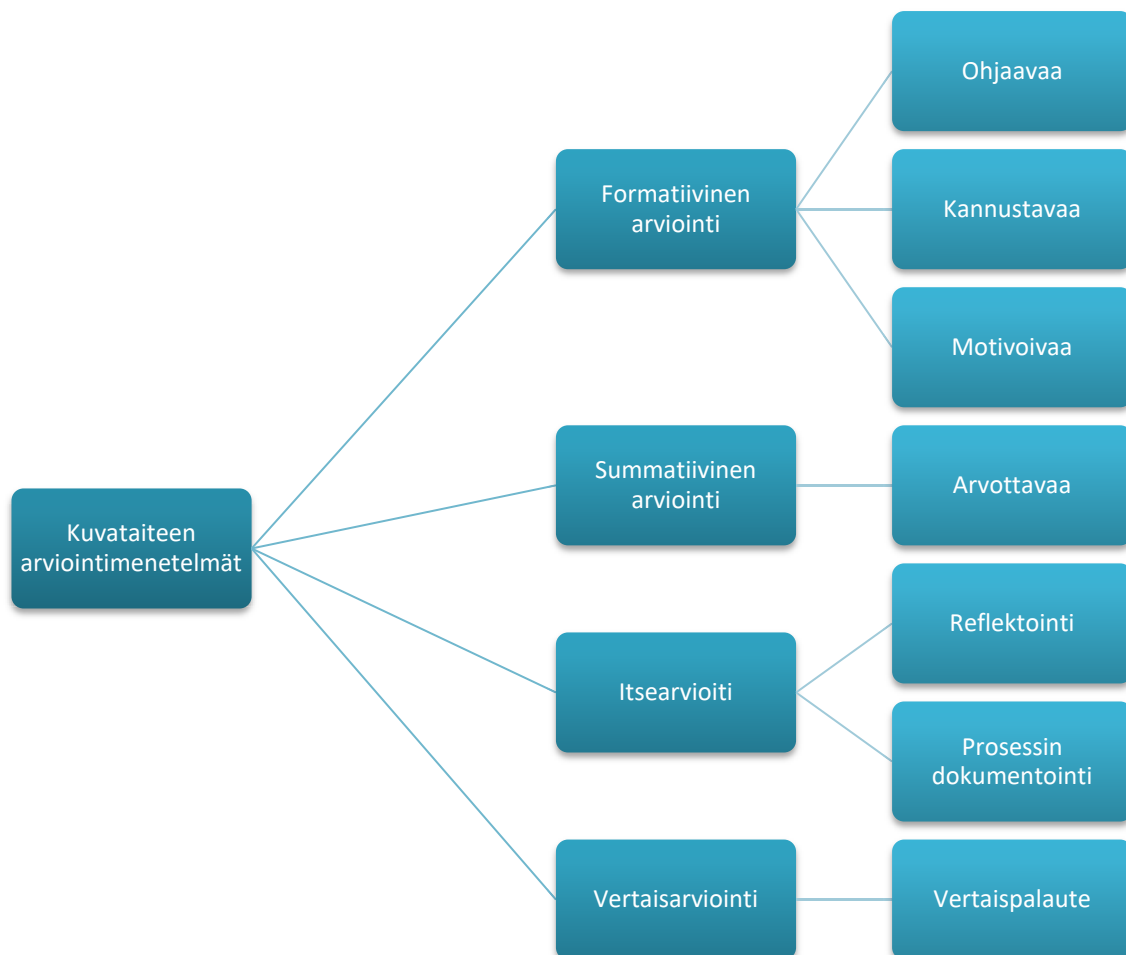 Kuvataiteen
arviointimenetelmät
Formatiivinen
arviointi
Ohjaavaa
Kannustavaa
Motivoivaa
Summatiivinen
arviointi
Arvottavaa
Itsearvioiti
Reflektointi
Prosessin
dokumentointi
Vertaisarviointi
Vertaispalaute